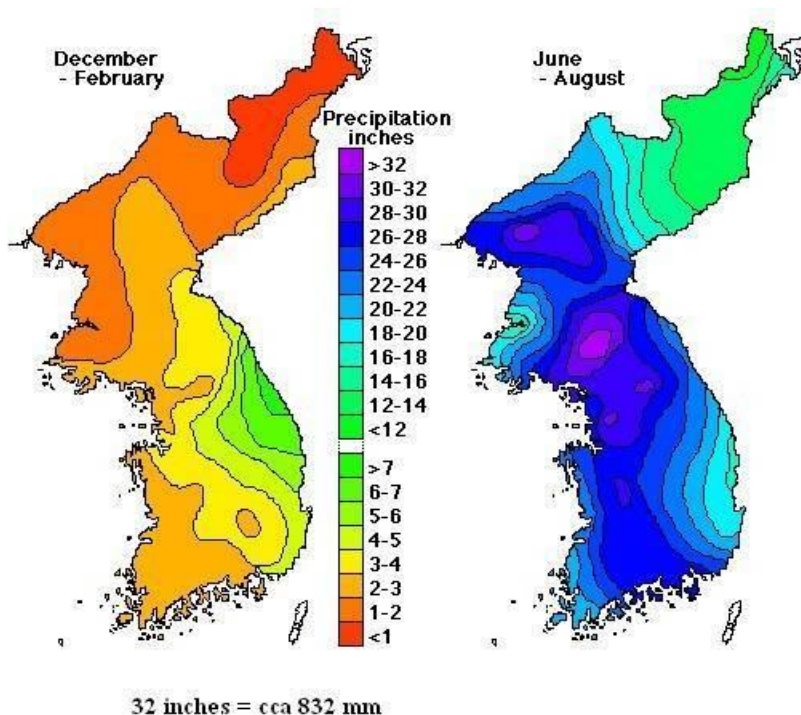 December
- February
June
- August
Precipitation
inches
>32
30-32
28-30
26-28
24-26
22-24
20-22
18-20
16-18
14-16
12-14
<12
>7
6-7
5-6
4-5
3-4
2-3
1-2
<1
32 inches = cca 832 mm